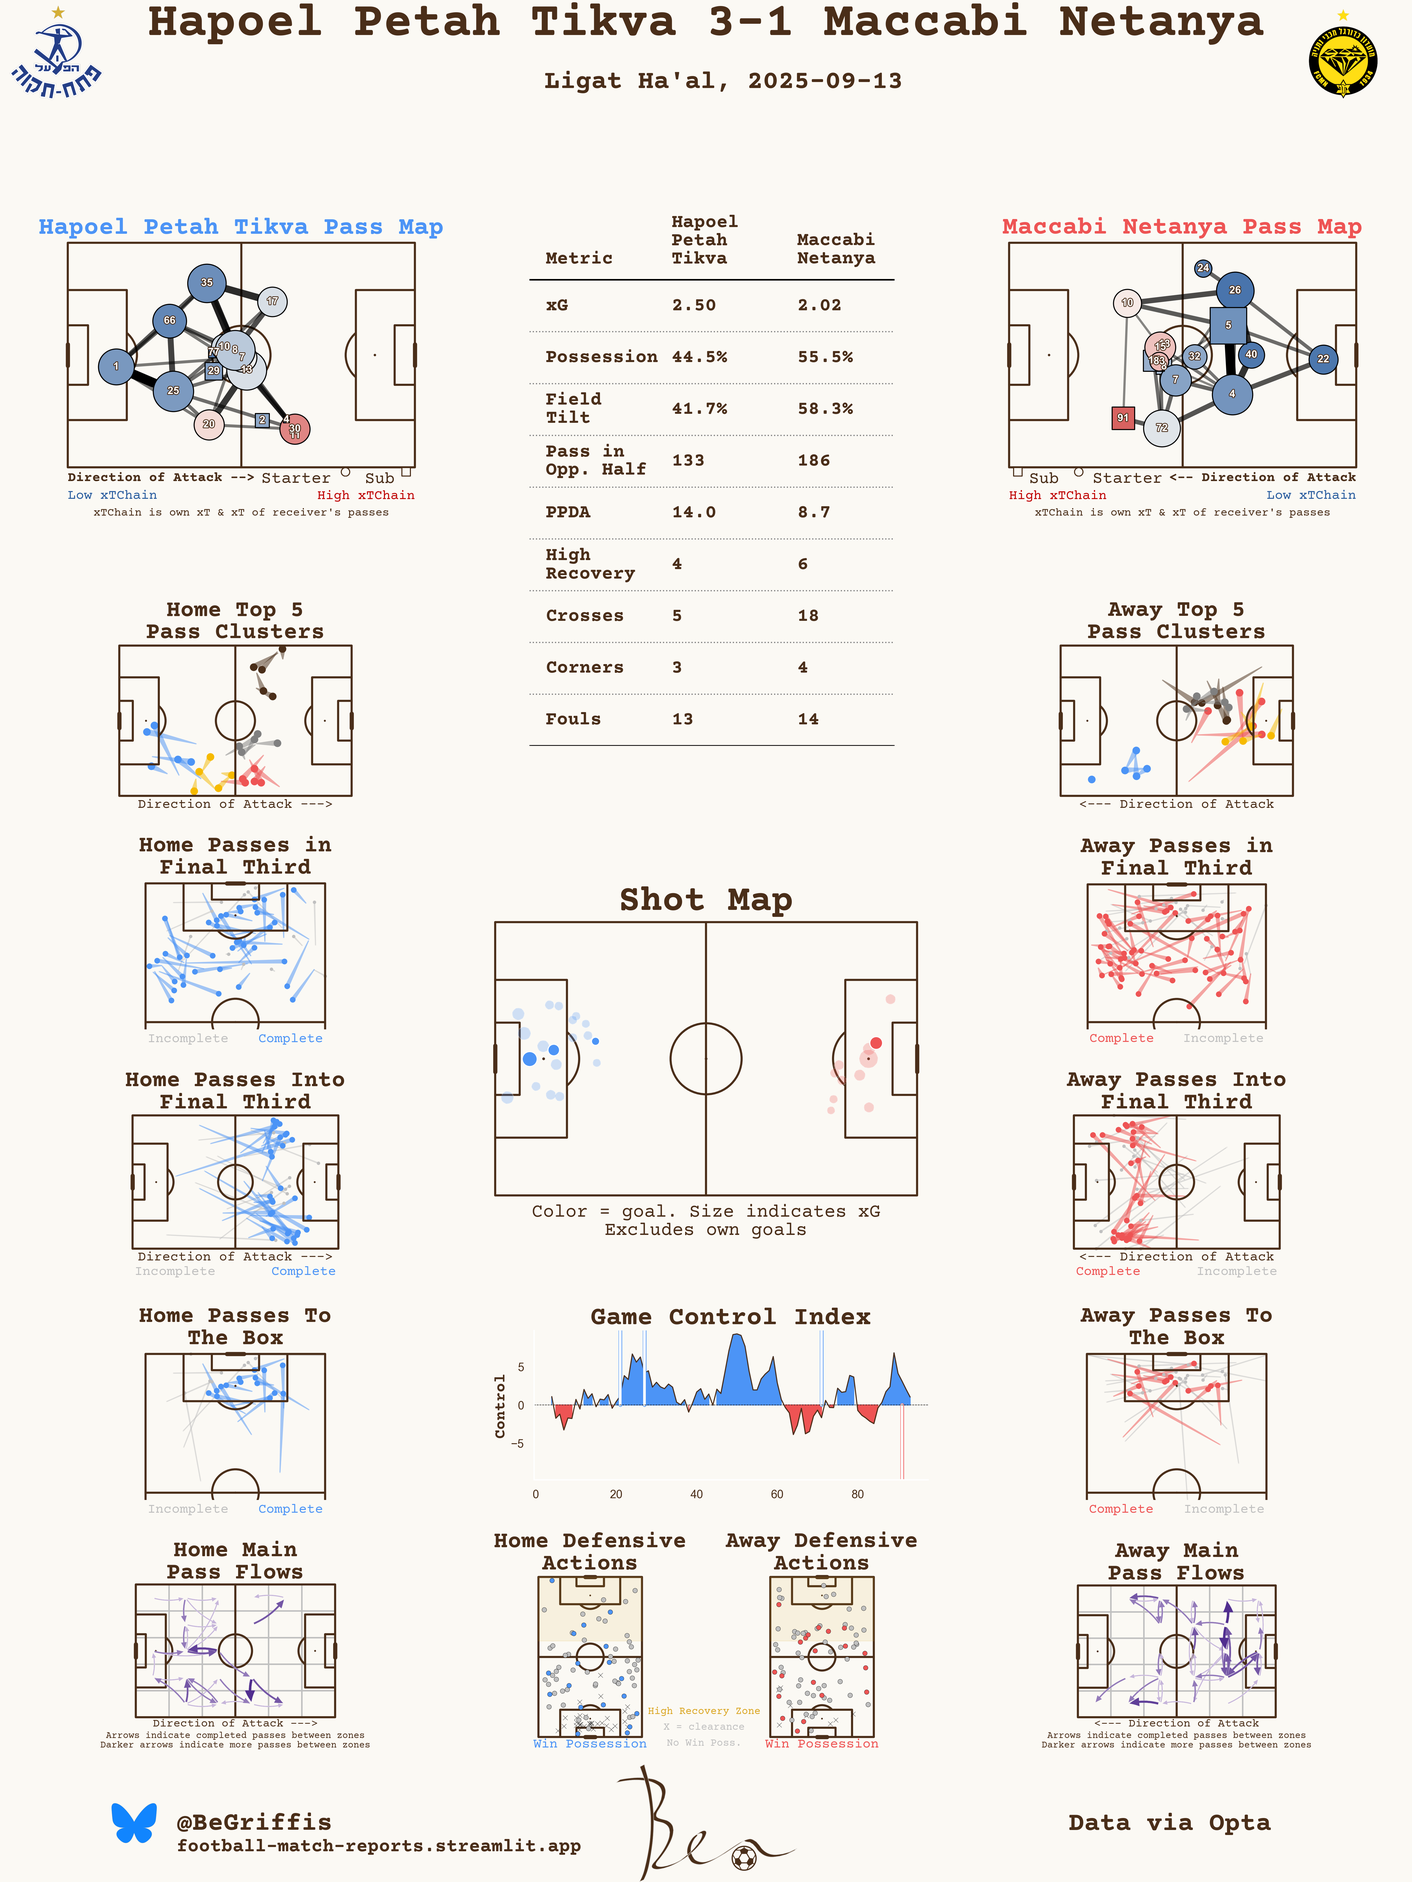 Hapoel Petah Tikva 3-1 Maccabi Netanya
Ligat Ha'al, 2025-09-13
הפועל
פתח-תקוה
מועדון כדורגל מכבי נתניה
FCMN 1934
Hapoel Petah Tikva Pass Map
35
17
66
10 8
77 7
1
29
13
25
20
2
4
30
11
Direction of Attack --> Starter Sub
Low xTChain High xTChain
xTChain is own xT & xT of receiver's passes
Metric Hapoel Petah Tikva Maccabi Netanya
xG 2.50 2.02
Possession 44.5% 55.5%
Field Tilt 41.7% 58.3%
Pass in Opp. Half 133 186
PPDA 14.0 8.7
High Recovery 4 6
Crosses 5 18
Corners 3 4
Fouls 13 14
Maccabi Netanya Pass Map
24
26
10
5
15
32
40
22
83
8
7
4
91
72
Sub Starter <-- Direction of Attack
High xTChain Low xTChain
xTChain is own xT & xT of receiver's passes
Home Top 5
Pass Clusters
Direction of Attack --->
Away Top 5
Pass Clusters
<--- Direction of Attack
Home Passes in
Final Third
Incomplete Complete
Away Passes in
Final Third
Complete Incomplete
Shot Map
Color = goal. Size indicates xG
Excludes own goals
Home Passes Into
Final Third
Direction of Attack --->
Incomplete Complete
Away Passes Into
Final Third
<--- Direction of Attack
Complete Incomplete
Home Passes To
The Box
Incomplete Complete
Game Control Index
Control
5
0
−5
0 20 40 60 80
Away Passes To
The Box
Complete Incomplete
Home Main
Pass Flows
Direction of Attack --->
Arrows indicate completed passes between zones
Darker arrows indicate more passes between zones
Home Defensive
Actions
Win Possession
High Recovery Zone
X = clearance
No Win Poss.
Away Defensive
Actions
Win Possession
Away Main
Pass Flows
<--- Direction of Attack
Arrows indicate completed passes between zones
Darker arrows indicate more passes between zones
@BeGriffis
football-match-reports.streamlit.app
Ben
Data via Opta